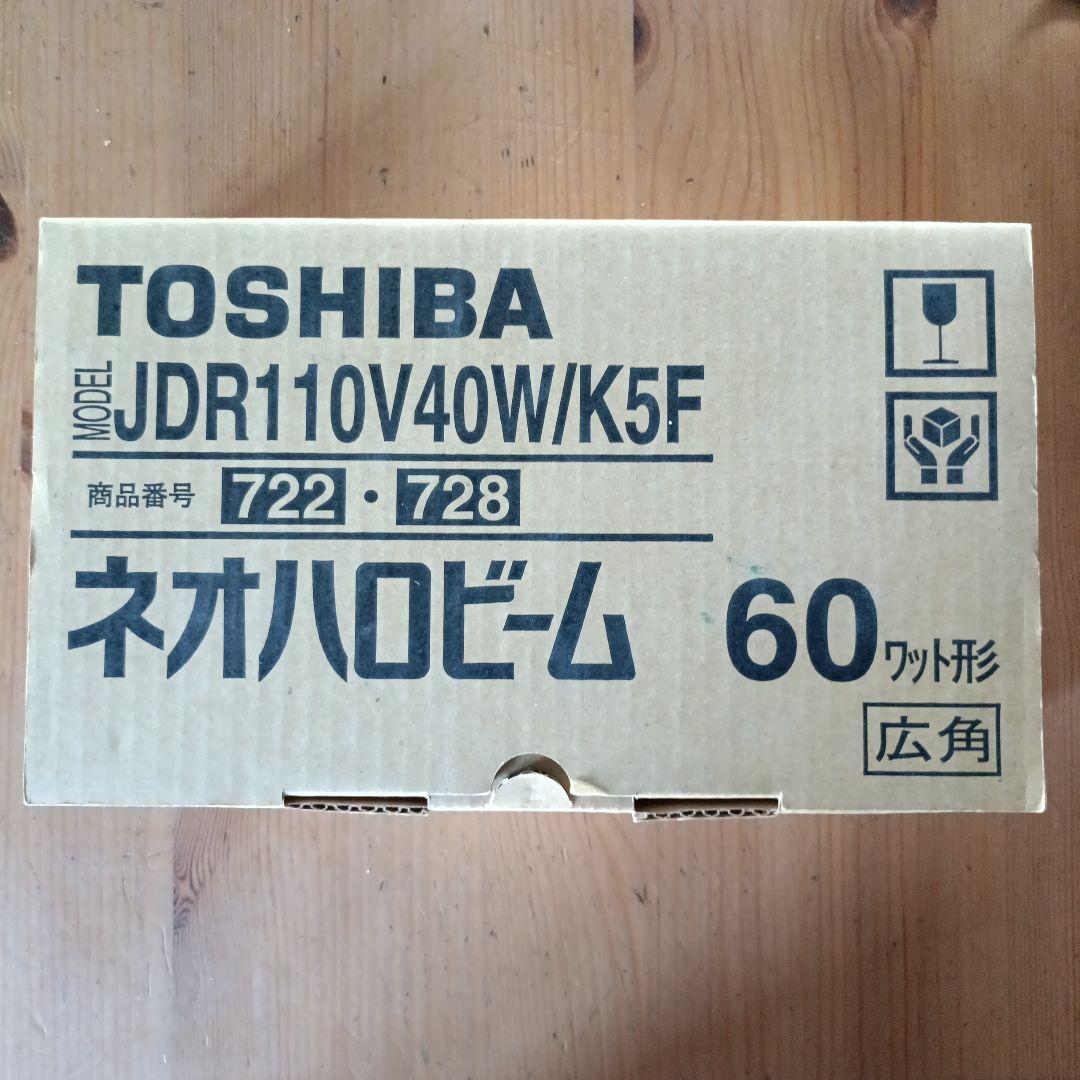 TOSHIBA
MODEL JDR110V40W/K5F
商品番号 722・728
ネオハロビーム 60ワット形
広角